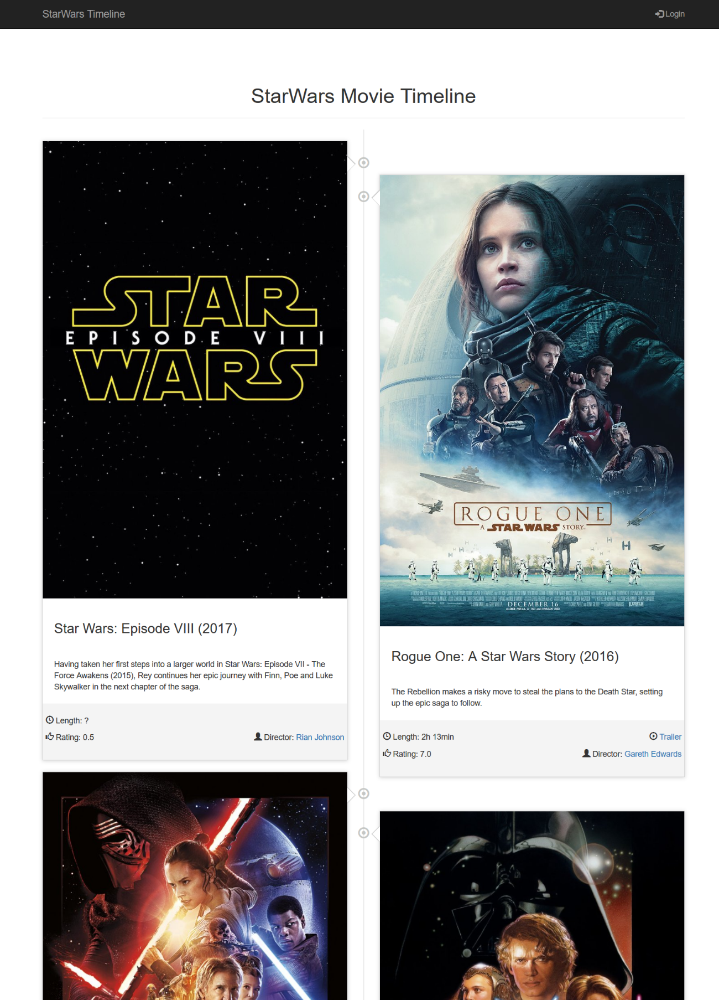 StarWars Timeline
Login
StarWars Movie Timeline
STAR
EPISODE VIII
WARS
Star Wars: Episode VIII (2017)
Having taken her first steps into a larger world in Star Wars: Episode VII - The
Force Awakens (2015), Rey continues her epic journey with Finn, Poe and Luke
Skywalker in the next chapter of the saga.
Length: ?
Rating: 0.5
Director: Rian Johnson
ROGUE ONE
A STAR WARS STORY
DECEMBER 16
Rogue One: A Star Wars Story (2016)
The Rebellion makes a risky move to steal the plans to the Death Star, setting
up the epic saga to follow.
Length: 2h 13min
Trailer
Rating: 7.0
Director: Gareth Edwards